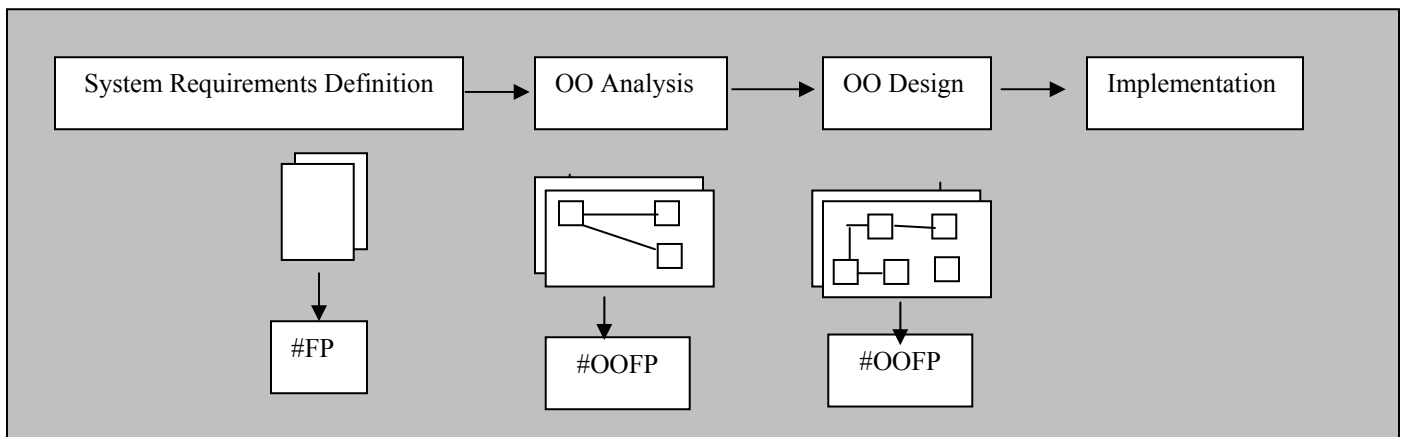 System Requirements Definition
OO Analysis
OO Design
Implementation
#FP
#OOFP
#OOFP